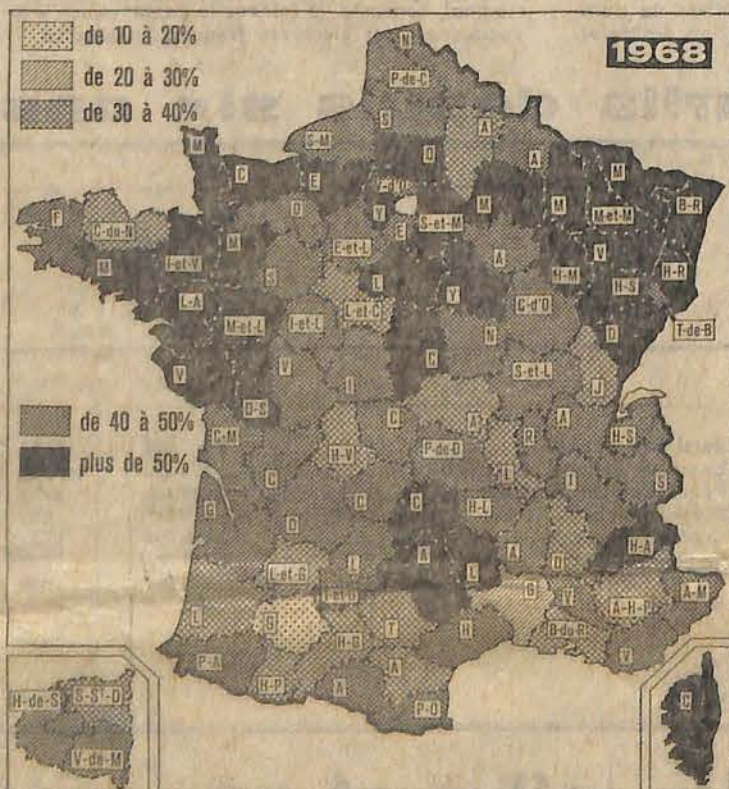 de 10 à 20%
de 20 à 30%
de 30 à 40%
1968
N
P-de-C
S
A
S-M
O
A
M
C
E
M
V
S-et-M
M
M
M-et-M
B-R
F
C-du-N
O
E
M
E-et-L
V
I-et-V
M
S
A
H-M
H-S
H-R
L
L-A
L-et-C
Y
C-d'O
M-et-L
I-et-L
N
T-de-B
D
V
C
V
S-et-L
I
J
de 40 à 50%
D-S
C-M
C
A
A
H-S
plus de 50%
H-V
P-de-D
L
C
I
S
G
C
H-L
D
C
H-A
L
A
A
D
L-et-G
L
G
V
A-H-P
A-M
L
G
T
H
B-du-R
H-G
V
P-A
H-P
A
A
P-O
H-de-S
S-St-D
V-de-M
C